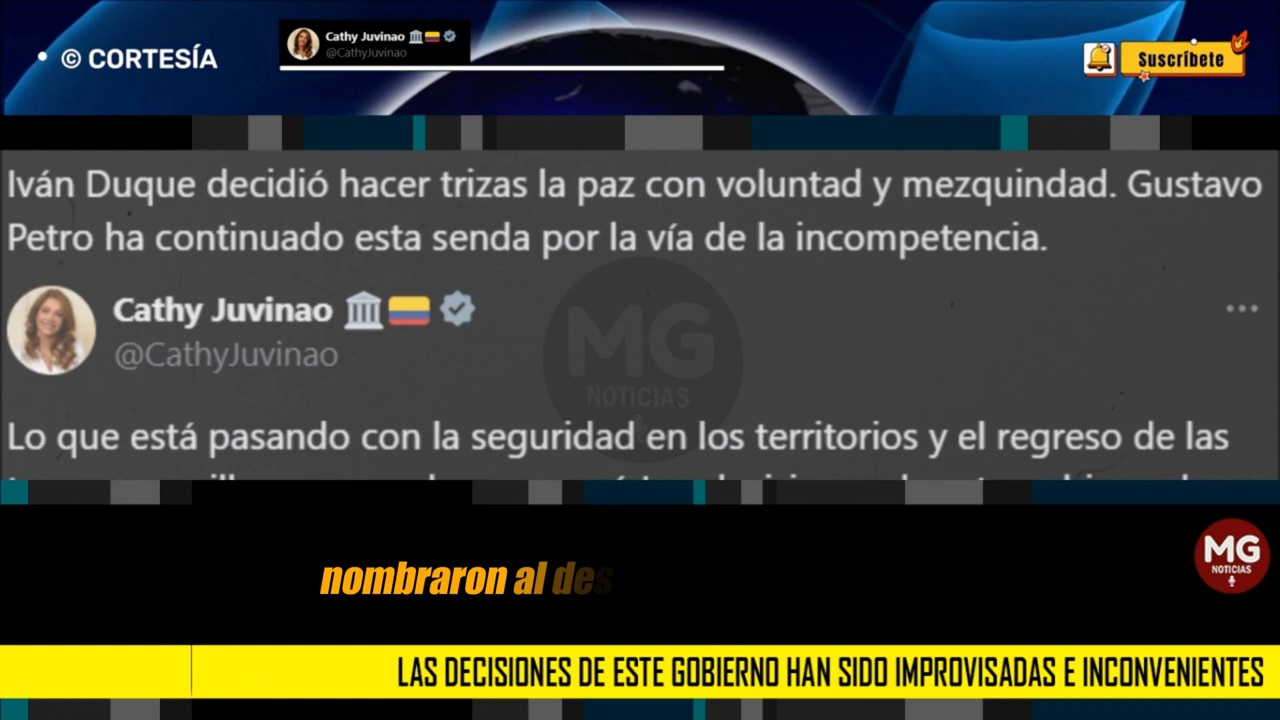 © CORTESÍA
Cathy Juvinao
@CathyJuvinao
Suscríbete
Iván Duque decidió hacer trizas la paz con voluntad y mezquindad. Gustavo
Petro ha continuado esta senda por la vía de la incompetencia.
Cathy Juvinao
@CathyJuvinao
MG
NOTICIAS
Lo que está pasando con la seguridad en los territorios y el regreso de las
nombraron al des
MG
NOTICIAS
LAS DECISIONES DE ESTE GOBIERNO HAN SIDO IMPROVISADAS E INCONVENIENTES